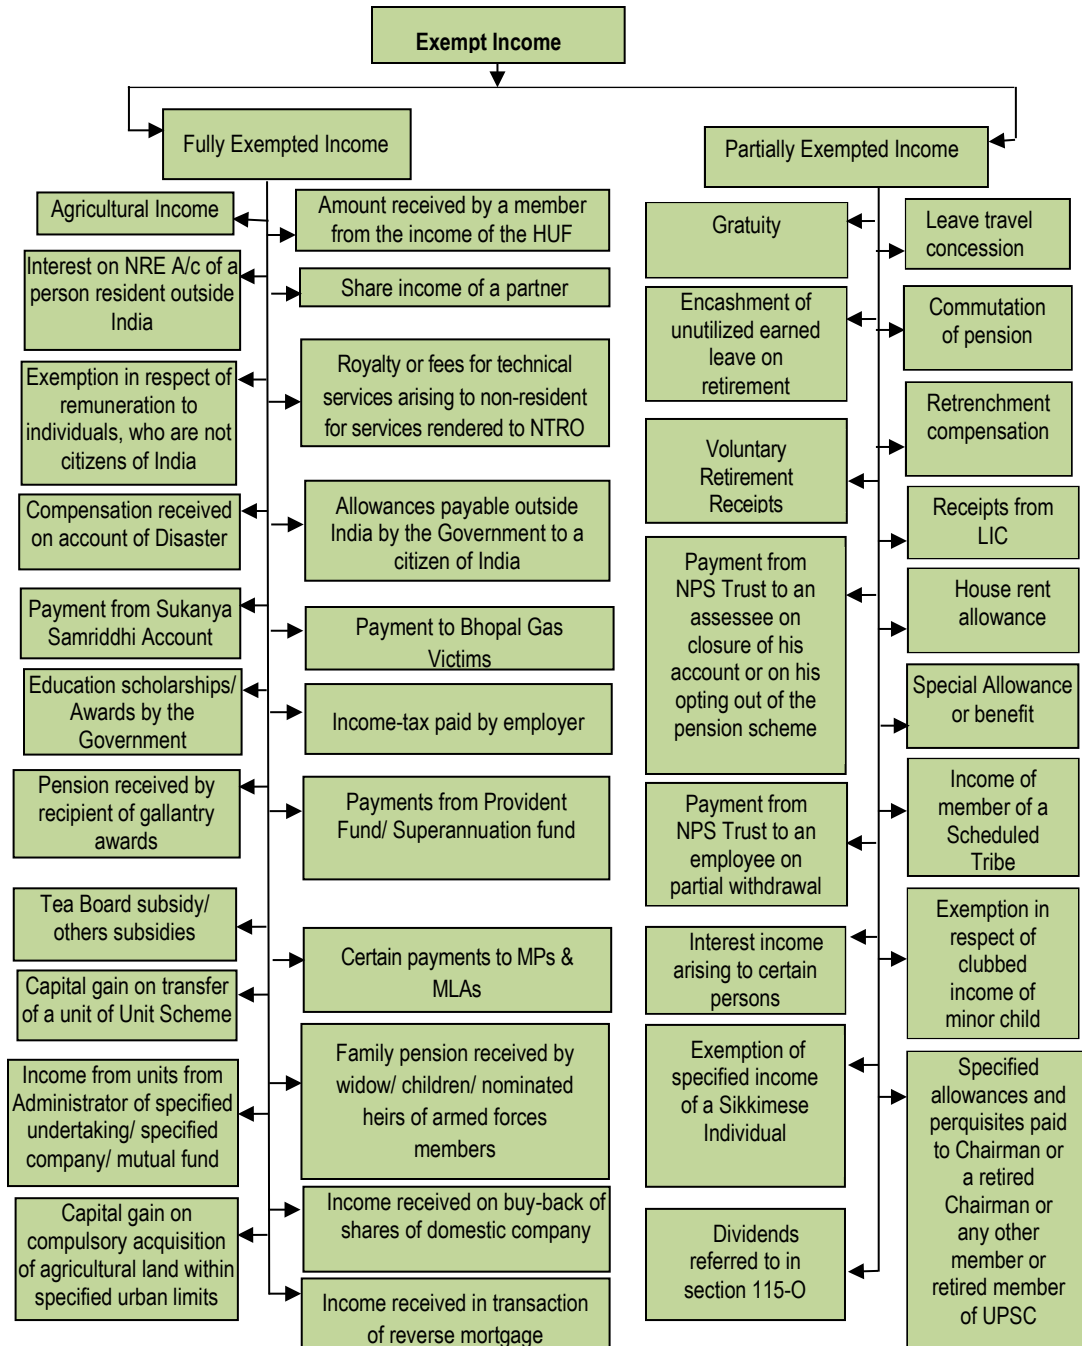 Exempt Income
Fully Exempted Income
Partially Exempted Income
Agricultural Income
Amount received by a member
from the income of the HUF
Interest on NRE A/c of a
person resident outside
India
Share income of a partner
Exemption in respect of
remuneration to
individuals, who are not
citizens of India
Royalty or fees for technical
services arising to non-resident
for services rendered to NTRO
Compensation received
on account of Disaster
Allowances payable outside
India by the Government to a
citizen of India
Payment from Sukanya
Samriddhi Account
Payment to Bhopal Gas
Victims
Education scholarships/
Awards by the
Government
Income-tax paid by employer
Pension received by
recipient of gallantry
awards
Payments from Provident
Fund/ Superannuation fund
Tea Board subsidy/
others subsidies
Certain payments to MPs &
MLAs
Capital gain on transfer
of a unit of Unit Scheme
Family pension received by
widow/ children/ nominated
heirs of armed forces
members
Income from units from
Administrator of specified
undertaking/ specified
company/ mutual fund
Income received on buy-back of
shares of domestic company
Capital gain on
compulsory acquisition
of agricultural land within
specified urban limits
Income received in transaction
of reverse mortgage
Gratuity
Leave travel
concession
Encashment of
unutilized earned
leave on
retirement
Commutation
of pension
Voluntary
Retirement
Receipts
Retrenchment
compensation
Receipts from
LIC
Payment from
NPS Trust to an
assessee on
closure of his
account or on his
opting out of the
pension scheme
House rent
allowance
Special Allowance
or benefit
Payment from
NPS Trust to an
employee on
partial withdrawal
Income of
member of a
Scheduled
Tribe
Interest income
arising to certain
persons
Exemption in
respect of
clubbed
income of
minor child
Exemption of
specified income
of a Sikkimese
Individual
Specified
allowances and
perquisites paid
to Chairman or
a retired
Chairman or
any other
member or
retired member
of UPSC
Dividends
referred to in
section 115-O